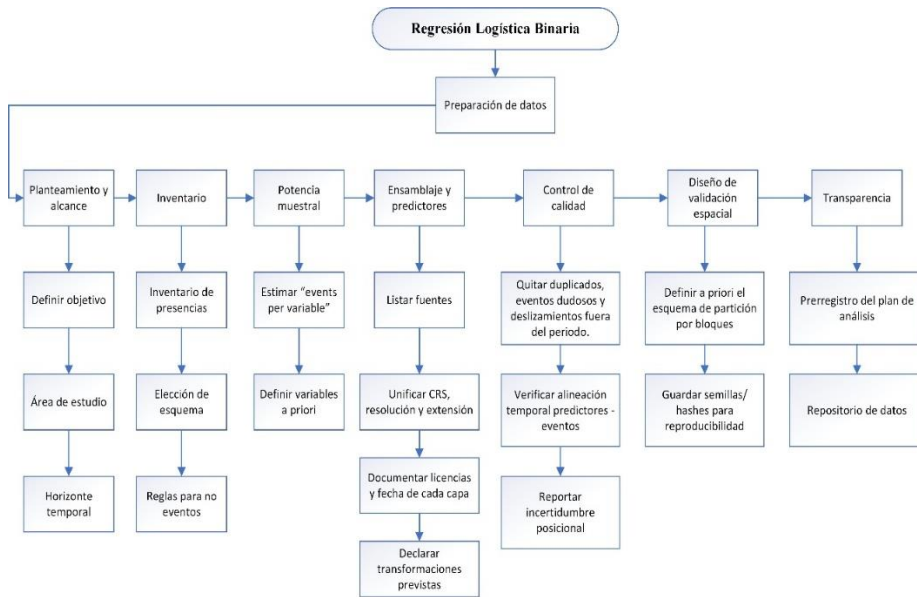 Regresión Logística Binaria
Preparación de datos
Planteamiento y
alcance
Inventario
Potencia
muestral
Ensamblaje y
predictores
Control de
calidad
Diseño de
validación
espacial
Transparencia
Definir objetivo
Inventario de
presencias
Estimar “events
per variable”
Listar fuentes
Quitar duplicados,
eventos dudosos y
deslizamientos fuera
del periodo.
Definir a priori el
esquema de partición
por bloques
Prerregistro del plan de
análisis
Área de estudio
Elección de
esquema
Definir variables
a priori
Unificar CRS,
resolución y extensión
Verificar alineación
temporal predictores -
eventos
Guardar semillas/
hashes para
reproducibilidad
Repositorio de datos
Horizonte
temporal
Reglas para no
eventos
Documentar licencias
y fecha de cada capa
Reportar
incertidumbre
posicional
Declarar
transformaciones
previstas